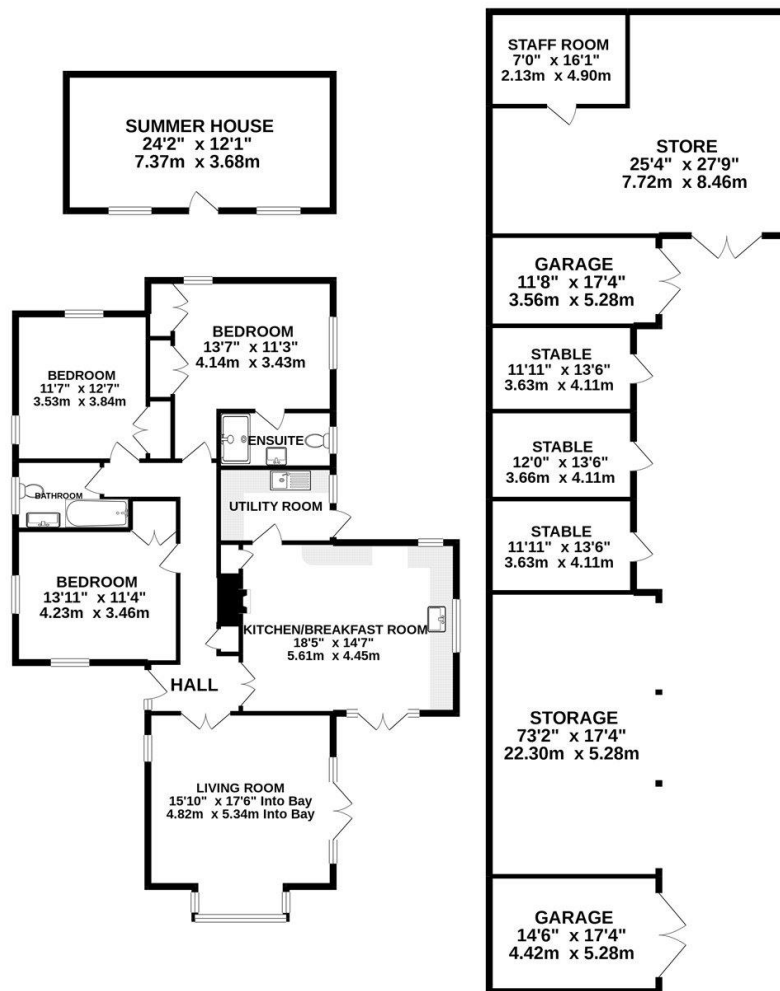 SUMMER HOUSE
24'2" x 12'1"
7.37m x 3.68m
BEDROOM
13'7" x 11'3"
4.14m x 3.43m
BEDROOM
11'7" x 12'7"
3.53m x 3.84m
ENSUITE
BATHROOM
UTILITY ROOM
BEDROOM
13'11" x 11'4"
4.23m x 3.46m
KITCHEN/BREAKFAST ROOM
18'5" x 14'7"
5.61m x 4.45m
HALL
LIVING ROOM
15'10" x 17'6" Into Bay
4.82m x 5.34m Into Bay
STAFF ROOM
7'0" x 16'1"
2.13m x 4.90m
STORE
25'4" x 27'9"
7.72m x 8.46m
GARAGE
11'8" x 17'4"
3.56m x 5.28m
STABLE
11'11" x 13'6"
3.63m x 4.11m
STABLE
12'0" x 13'6"
3.66m x 4.11m
STABLE
11'11" x 13'6"
3.63m x 4.11m
STORAGE
73'2" x 17'4"
22.30m x 5.28m
GARAGE
14'6" x 17'4"
4.42m x 5.28m